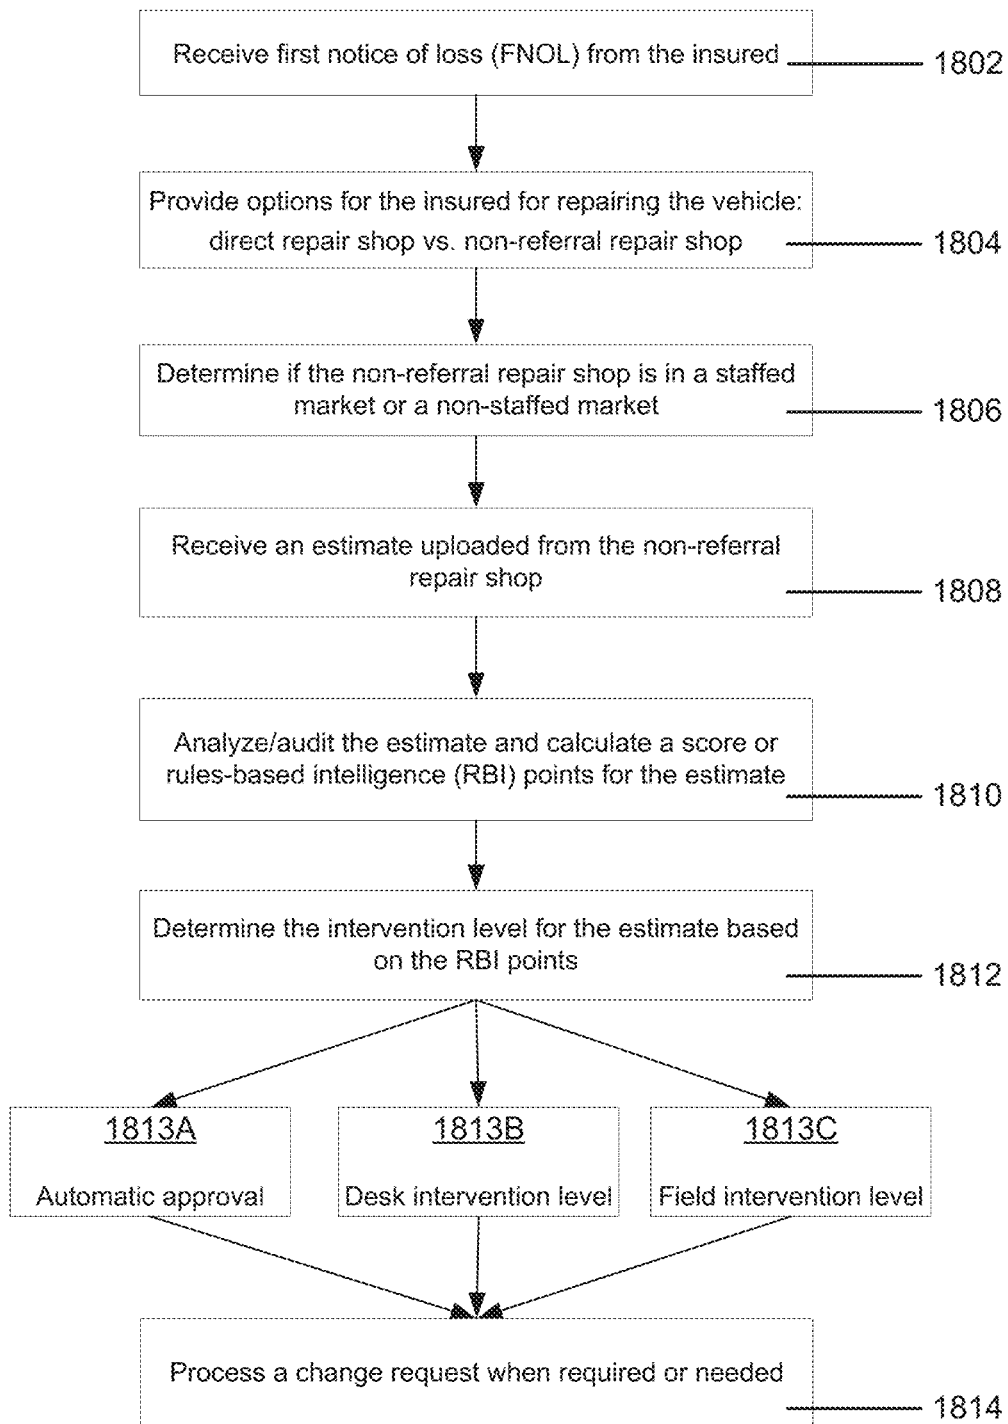 Receive first notice of loss (FNOL) from the insured
1802
Provide options for the insured for repairing the vehicle:
direct repair shop vs. non-referral repair shop
1804
Determine if the non-referral repair shop is in a staffed
market or a non-staffed market
1806
Receive an estimate uploaded from the non-referral
repair shop
1808
Analyze/audit the estimate and calculate a score or
rules-based intelligence (RBI) points for the estimate
1810
Determine the intervention level for the estimate based
on the RBI points
1812
1813A
Automatic approval
1813B
Desk intervention level
1813C
Field intervention level
Process a change request when required or needed
1814